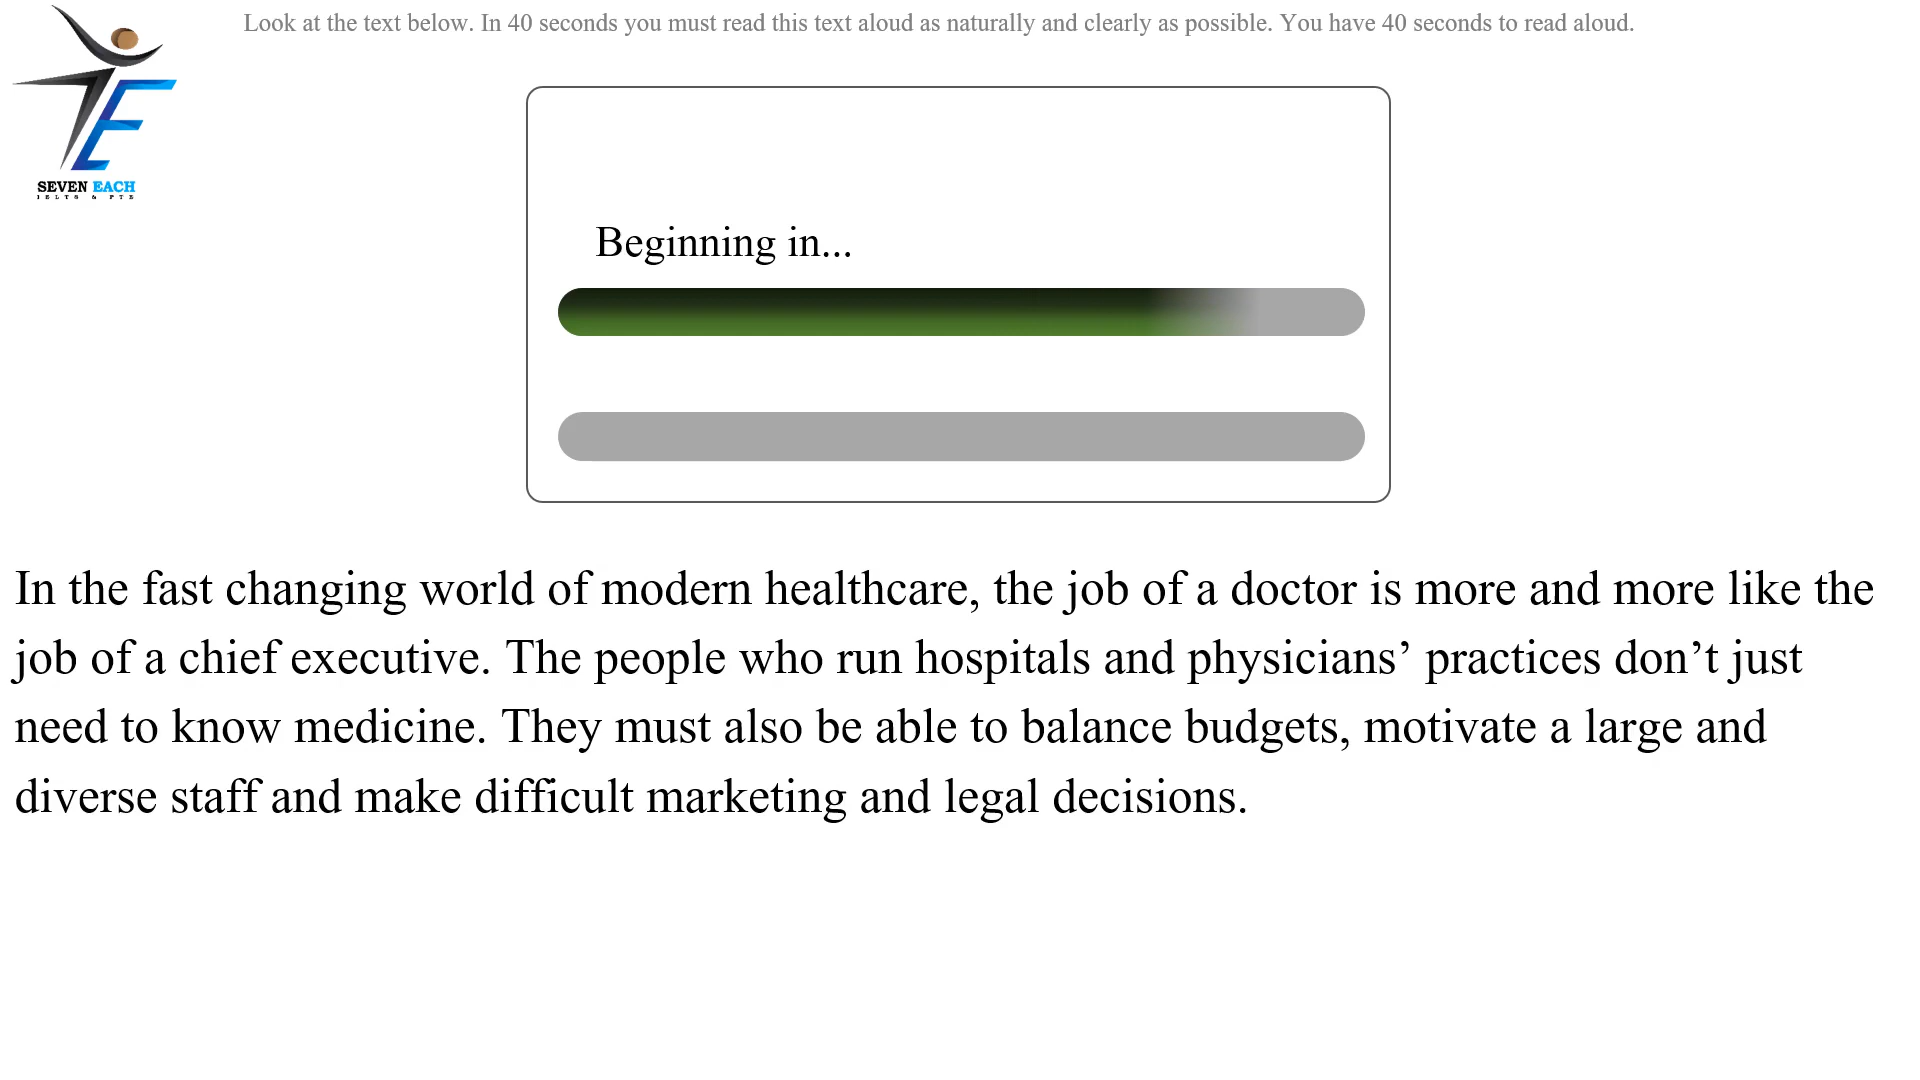 Look at the text below. In 40 seconds you must read this text aloud as naturally and clearly as possible. You have 40 seconds to read aloud.
SEVEN EACH
IELTS & PTE
Beginning in...
In the fast changing world of modern healthcare, the job of a doctor is more and more like the
job of a chief executive. The people who run hospitals and physicians’ practices don’t just
need to know medicine. They must also be able to balance budgets, motivate a large and
diverse staff and make difficult marketing and legal decisions.